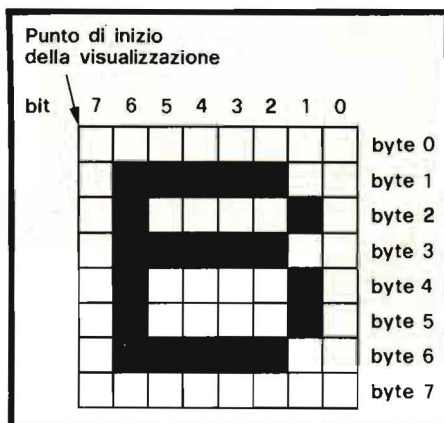 Punto di inizio
della visualizzazione
bit 7 6 5 4 3 2 1 0
byte 0
byte 1
byte 2
byte 3
byte 4
byte 5
byte 6
byte 7